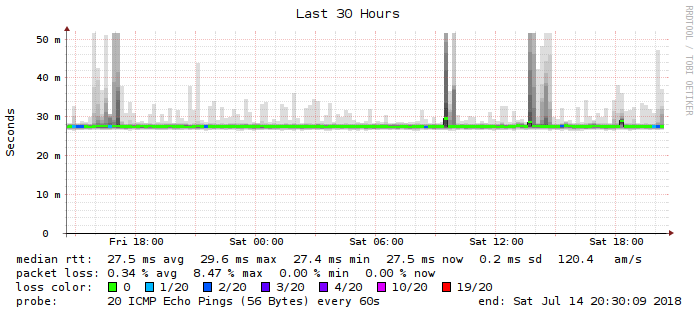 Last 30 Hours
RRDTOOL / TOBI OETIKER
Seconds
50 m
40 m
30 m
20 m
10 m
0
Fri 18:00 Sat 00:00 Sat 06:00 Sat 12:00 Sat 18:00
median rtt: 27.5 ms avg 29.6 ms max 27.4 ms min 27.5 ms now 0.2 ms sd 120.4 am/s
packet loss: 0.34 % avg 8.47 % max 0.00 % min 0.00 % now
loss color: 0 1/20 2/20 3/20 4/20 10/20 19/20
probe: 20 ICMP Echo Pings (56 Bytes) every 60s end: Sat Jul 14 20:30:09 2018